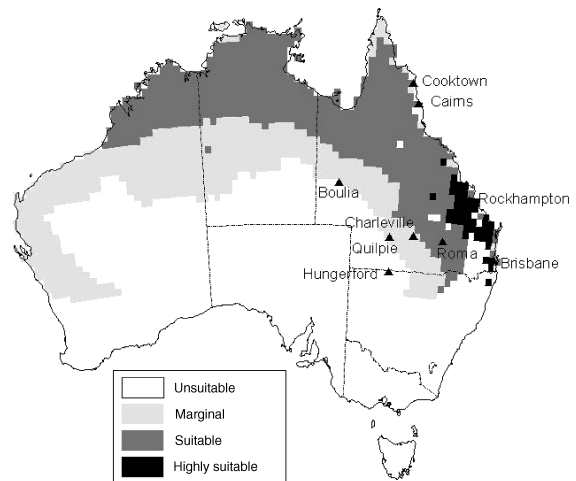 Cooktown
Cairns
Boulia
Rockhampton
Charleville
Quilpie
Roma
Brisbane
Hungerford
Unsuitable
Marginal
Suitable
Highly suitable